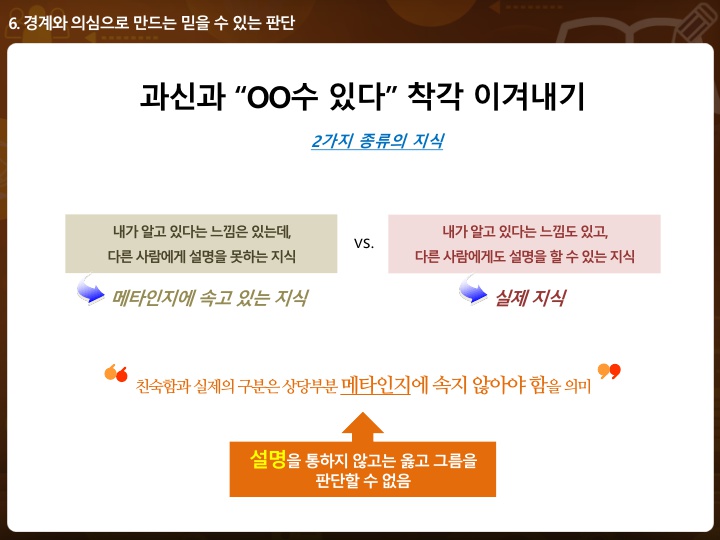 6. 경계와 의심으로 만드는 믿을 수 있는 판단
과신과 “OO수 있다” 착각 이겨내기
2가지 종류의 지식
내가 알고 있다는 느낌은 있는데,
다른 사람에게 설명을 못하는 지식
vs.
내가 알고 있다는 느낌도 있고,
다른 사람에게도 설명을 할 수 있는 지식
메타인지에 속고 있는 지식
실제 지식
“ 친숙함과 실제의 구분은 상당부분 메타인지에 속지 않아야 함을 의미 ”
설명을 통하지 않고는 옳고 그름을
판단할 수 없음